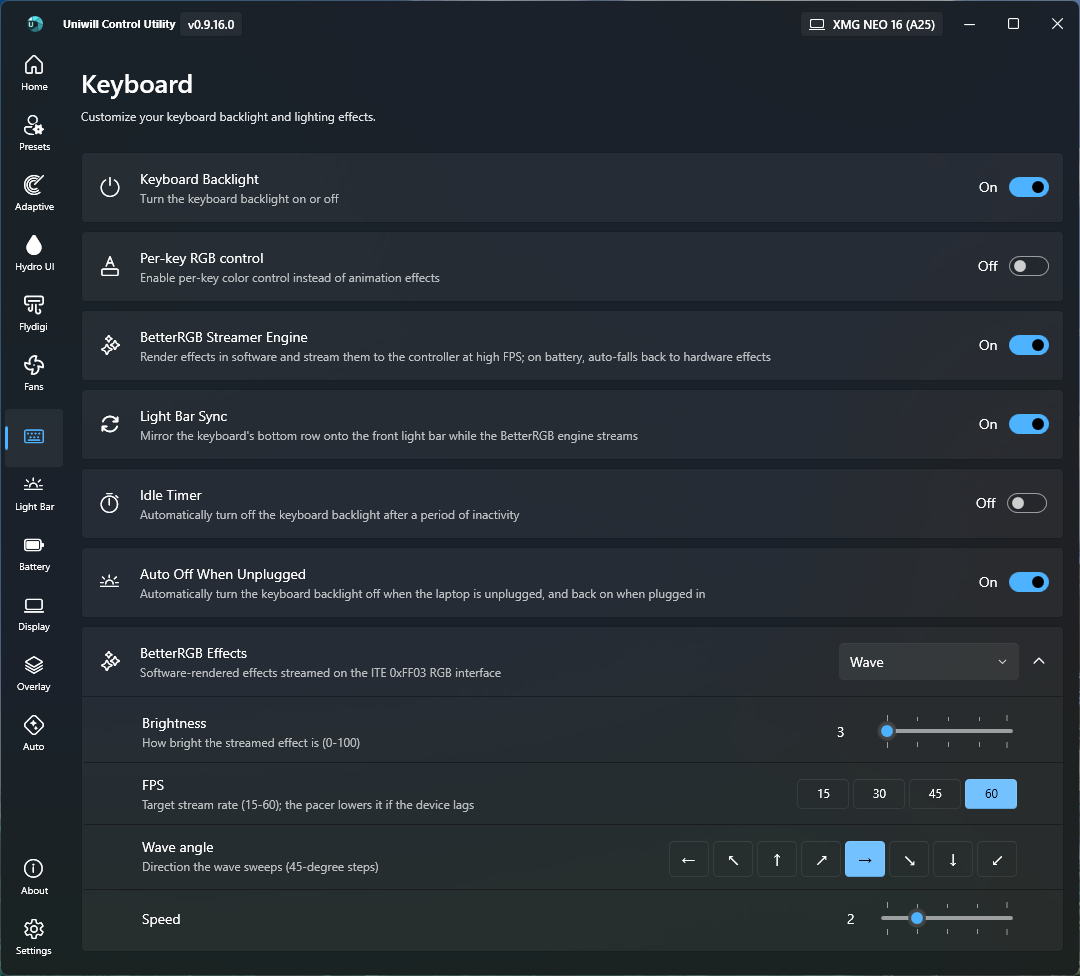 Uniwill Control Utility v0.9.16.0
XMG NEO 16 (A25)
Home
Presets
Adaptive
Hydro UI
Flydigi
Fans
Light Bar
Battery
Display
Overlay
Auto
About
Settings
Keyboard
Customize your keyboard backlight and lighting effects.
Keyboard Backlight
Turn the keyboard backlight on or off
On
Per-key RGB control
Enable per-key color control instead of animation effects
Off
BetterRGB Streamer Engine
Render effects in software and stream them to the controller at high FPS; on battery, auto-falls back to hardware effects
On
Light Bar Sync
Mirror the keyboard's bottom row onto the front light bar while the BetterRGB engine streams
On
Idle Timer
Automatically turn off the keyboard backlight after a period of inactivity
Off
Auto Off When Unplugged
Automatically turn the keyboard backlight off when the laptop is unplugged, and back on when plugged in
On
BetterRGB Effects
Software-rendered effects streamed on the ITE 0xFF03 RGB interface
Wave
Brightness
How bright the streamed effect is (0-100)
3
FPS
Target stream rate (15-60); the pacer lowers it if the device lags
15 30 45 60
Wave angle
Direction the wave sweeps (45-degree steps)
← ↖ ↑ ↗ → ↘ ↓ ↙
Speed
2